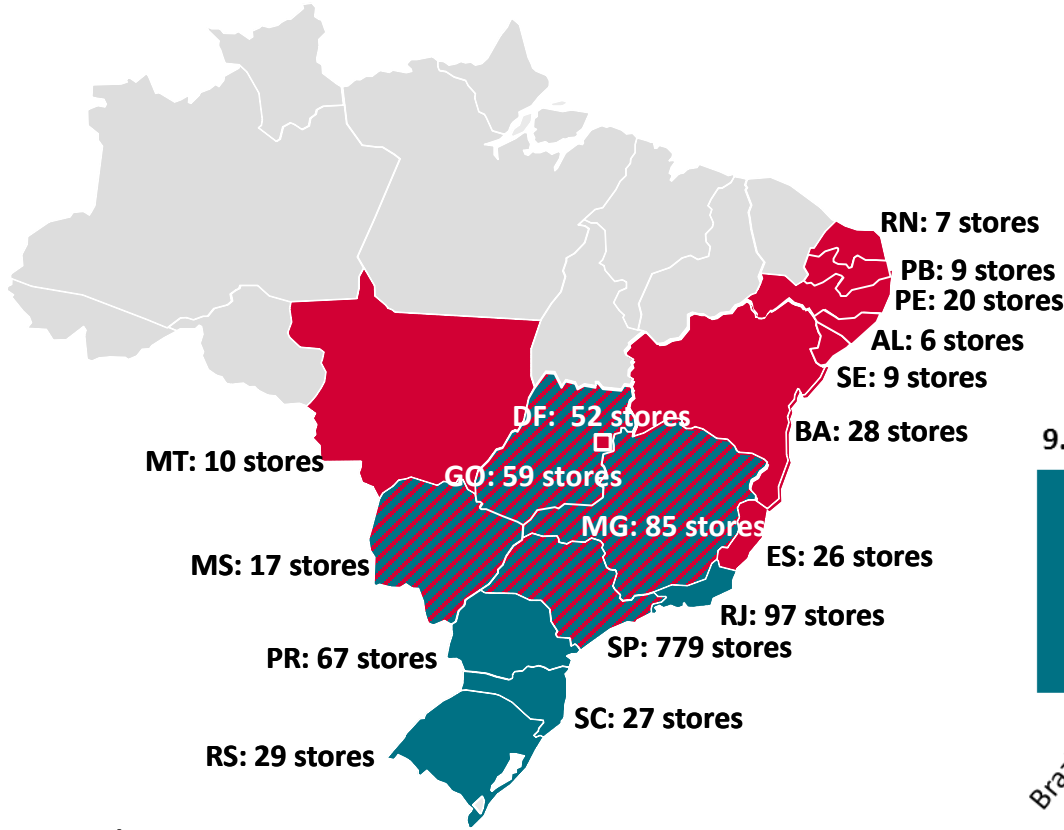 RN: 7 stores
PB: 9 stores
PE: 20 stores
AL: 6 stores
SE: 9 stores
DF:  52 stores
BA: 28 stores
9.
MT: 10 stores
GO: 59 stores
MG: 85 stores
ES: 26 stores
MS: 17 stores
RJ: 97 stores
SP: 779 stores
PR: 67 stores
SC: 27 stores
RS: 29 stores
Braz